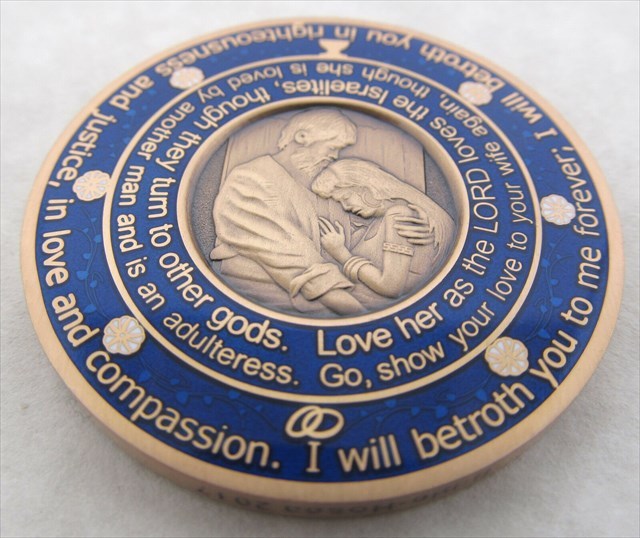 I will betroth you to me forever; I will betroth you in righteousness and justice, in love and compassion.
Go, show your love to your wife again, though she is loved by another man and is an adulteress.
Love her as the LORD loves the Israelites, though they turn to other gods.